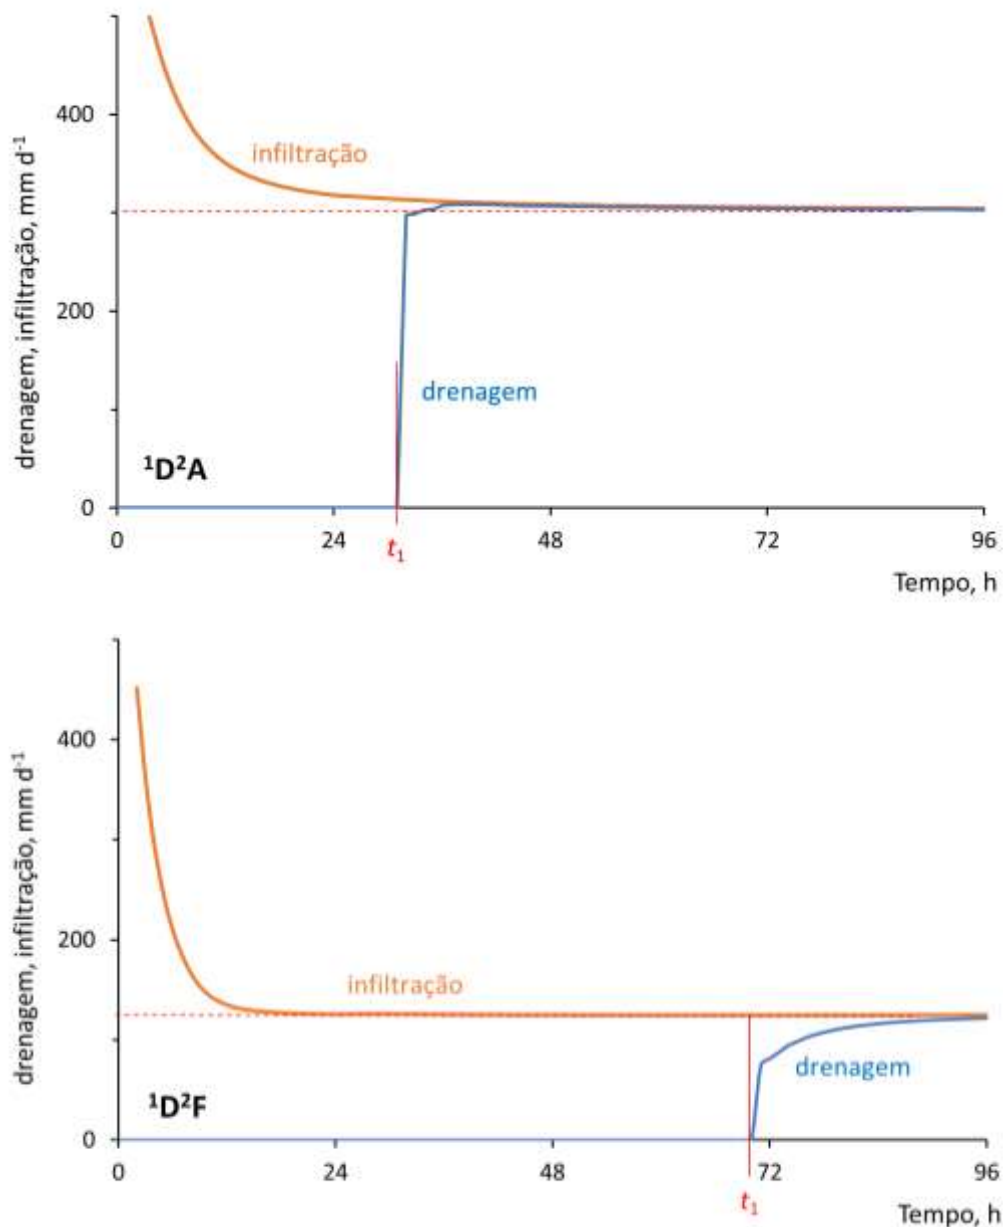 drenagem, infiltração, mm d⁻¹
400
200
0
infiltração
drenagem
¹D²A
0 24 48 72 96
t₁
Tempo, h
drenagem, infiltração, mm d⁻¹
400
200
0
infiltração
drenagem
¹D²F
0 24 48 72 96
t₁
Tempo, h